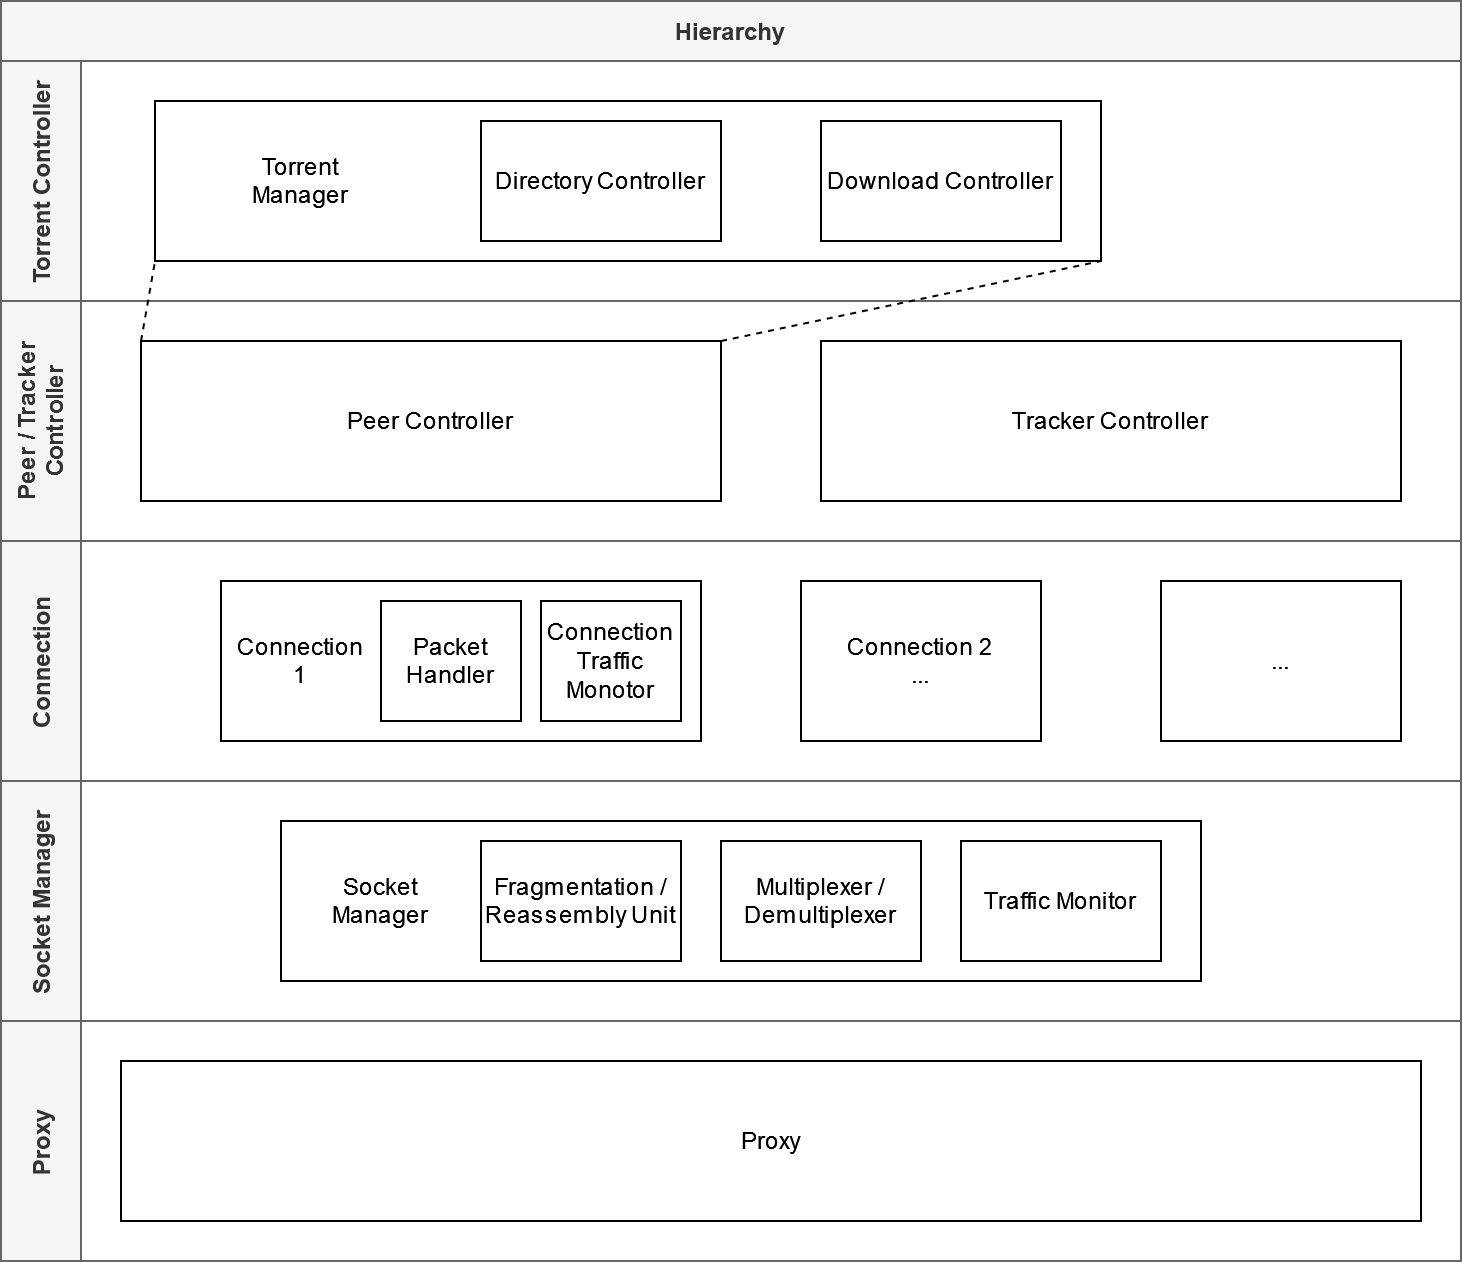 Hierarchy
Torrent Controller
Torrent
Manager
Directory Controller
Download Controller
Peer / Tracker
Controller
Peer Controller
Tracker Controller
Connection
Connection
1
Packet
Handler
Connection
Traffic
Monotor
Connection 2
...
...
Socket Manager
Socket
Manager
Fragmentation /
Reassembly Unit
Multiplexer /
Demultiplexer
Traffic Monitor
Proxy
Proxy